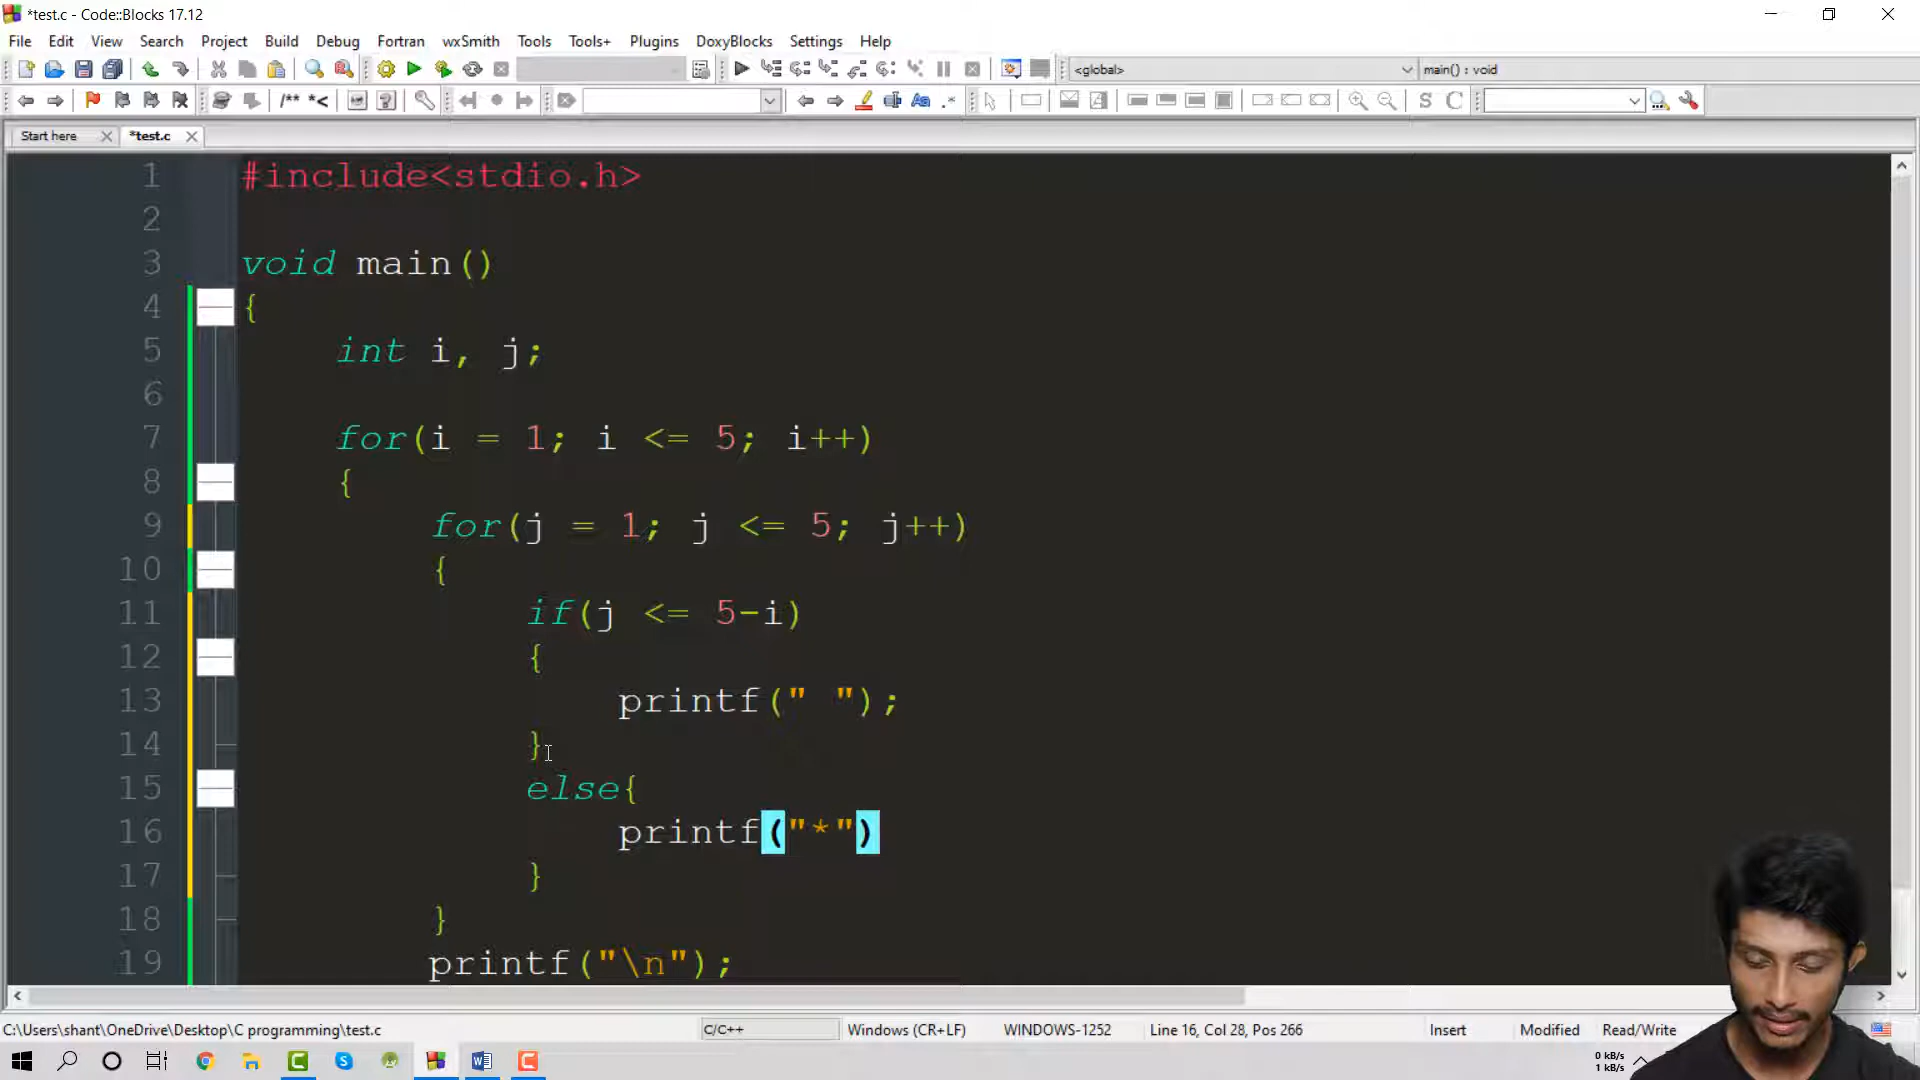 *test.c - Code::Blocks 17.12
File Edit View Search Project Build Debug Fortran wxSmith Tools Tools+ Plugins DoxyBlocks Settings Help
<global> main() : void
/** *<
S C
Start here *test.c
1 #include<stdio.h>
2
3 void main()
4 {
5 int i, j;
6
7 for(i = 1; i <= 5; i++)
8 {
9 for(j = 1; j <= 5; j++)
10 {
11 if(j <= 5-i)
12 {
13 printf(" ");
14 }
15 else{
16 printf("*")
17 }
18 }
19 printf("\n");
C:\Users\shant\OneDrive\Desktop\C programming\test.c C/C++ Windows (CR+LF) WINDOWS-1252 Line 16, Col 28, Pos 266 Insert Modified Read/Write
0 kB/s
1 kB/s